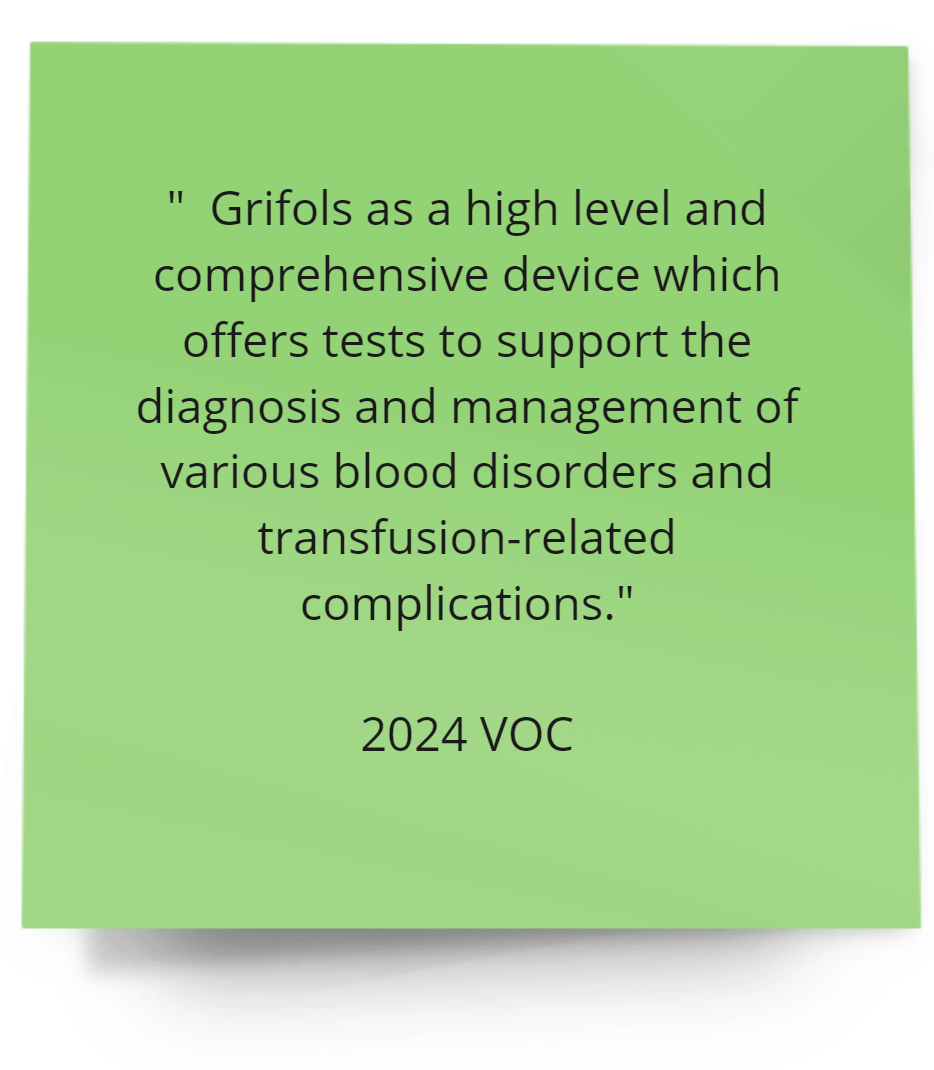 "  Grifols as a high level and
comprehensive device which
offers tests to support the
diagnosis and management of
various blood disorders and
transfusion-related
complications."
2024 VOC